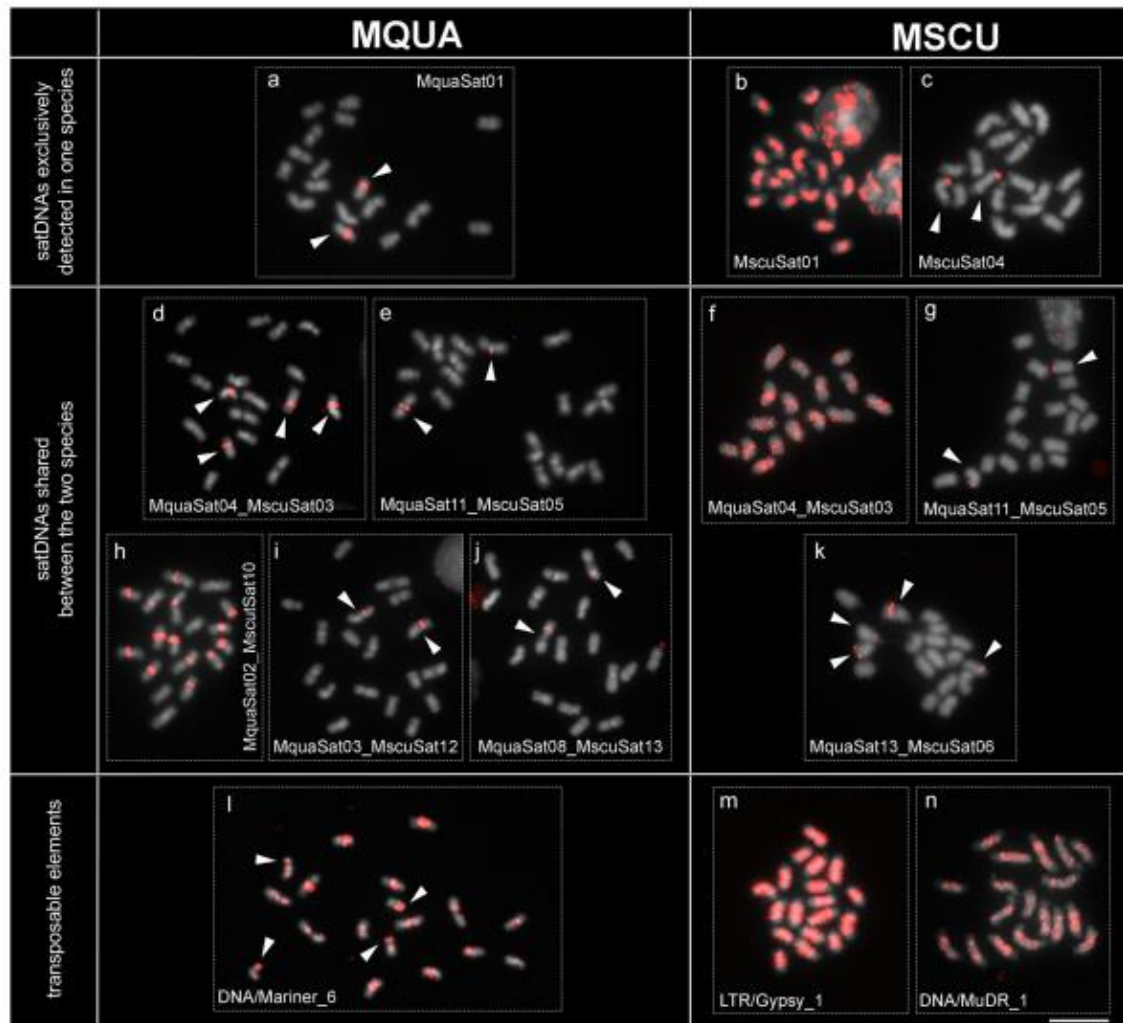 MQUA
MSCU
satDNAs exclusively
detected in one species
a
MquaSat01
b
MscuSat01
c
MscuSat04
satDNAs shared
between the two species
d
MquaSat04_MscuSat03
e
MquaSat11_MscuSat05
f
MquaSat04_MscuSat03
g
MquaSat11_MscuSat05
h
MquaSat02_MscutSat10
i
MquaSat03_MscuSat12
j
MquaSat08_MscuSat13
k
MquaSat13_MscuSat06
transposable elements
l
DNA/Mariner_6
m
LTR/Gypsy_1
n
DNA/MuDR_1